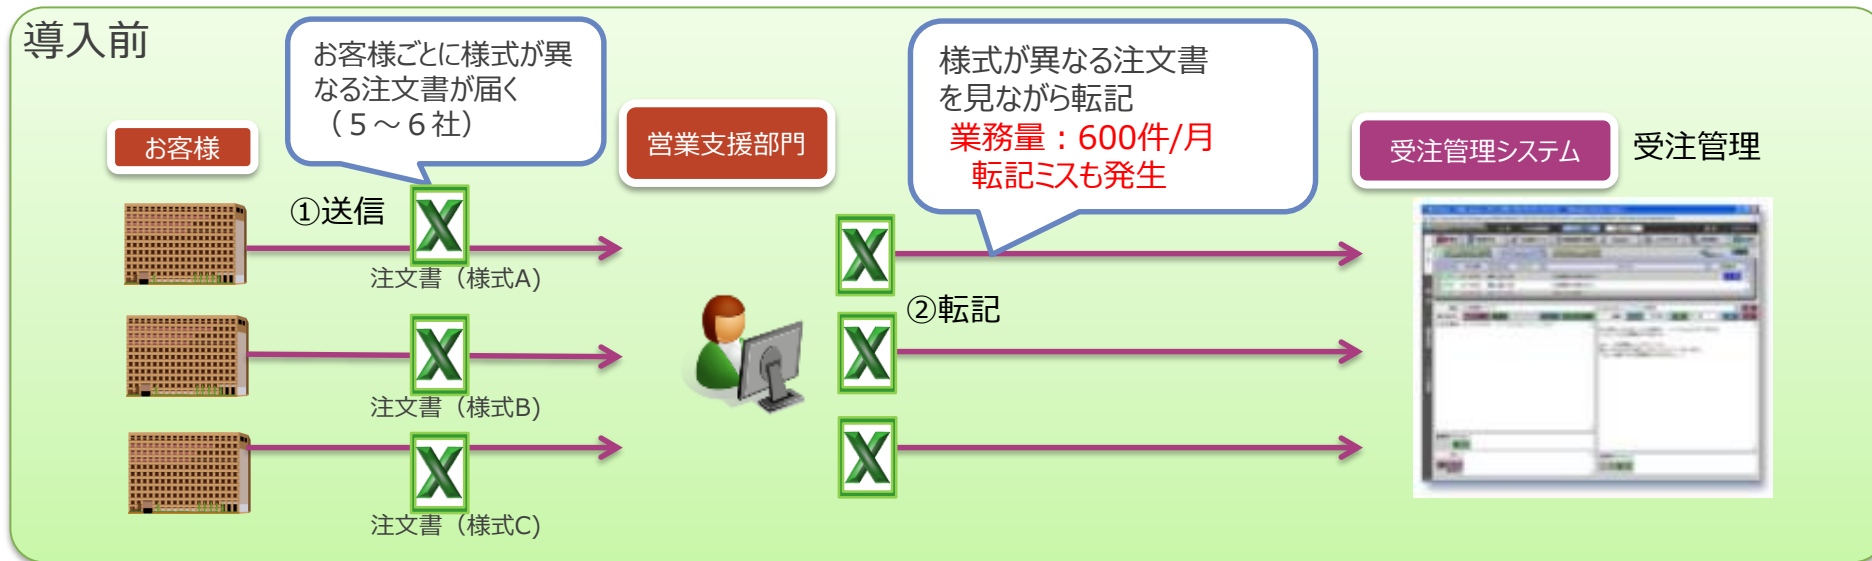 導入前
お客様ごとに様式が異
なる注文書が届く
（５～６社）
様式が異なる注文書
を見ながら転記
業務量：600件/月
転記ミスも発生
お客様
営業支援部門
受注管理システム
受注管理
①送信
注文書（様式A)
②転記
注文書（様式B)
注文書（様式C)